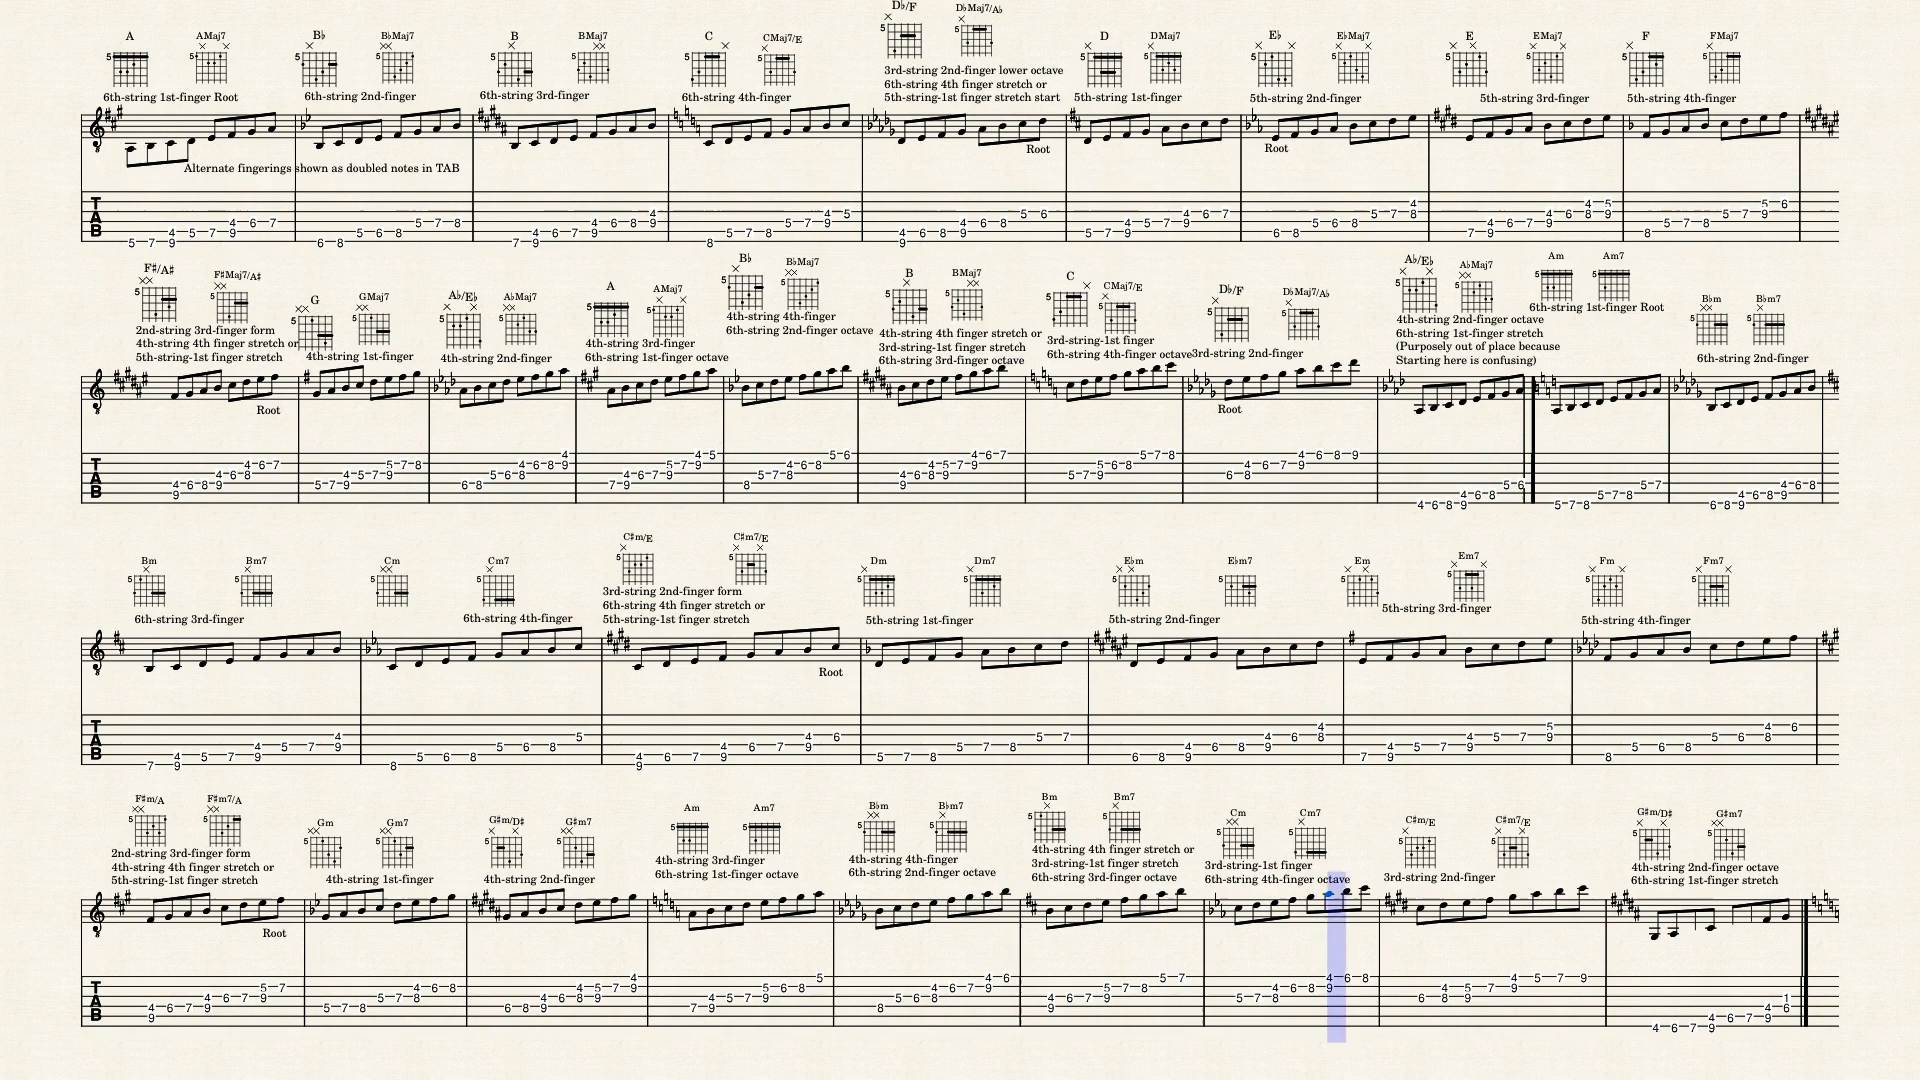 A AMaj7 B♭ B♭Maj7 B BMaj7 C CMaj7/E D♭/F D♭Maj7/A♭ D DMaj7 E♭ E♭Maj7 E EMaj7 F FMaj7
6th-string 1st-finger Root
6th-string 2nd-finger
6th-string 3rd-finger
6th-string 4th-finger
3rd-string 2nd-finger lower octave
6th-string 4th finger stretch or
5th-string-1st finger stretch start
5th-string 1st-finger
5th-string 2nd-finger
5th-string 3rd-finger
5th-string 4th-finger
Root
Root
Alternate fingerings shown as doubled notes in TAB
F♯/A♯ F♯Maj7/A♯ G GMaj7 A♭/E♭ A♭Maj7 A AMaj7 B♭ B♭Maj7 B BMaj7 C CMaj7/E D♭/F D♭Maj7/A♭ A♭/E♭ A♭Maj7 Am Am7 B♭m B♭m7
2nd-string 3rd-finger form
4th-string 4th finger stretch or
5th-string-1st finger stretch
4th-string 1st-finger
4th-string 2nd-finger
4th-string 3rd-finger
6th-string 1st-finger octave
4th-string 4th-finger
6th-string 2nd-finger octave
4th-string 4th finger stretch or
3rd-string-1st finger stretch
6th-string 3rd-finger octave
3rd-string-1st finger
6th-string 4th-finger octave
3rd-string 2nd-finger
4th-string 2nd-finger octave
6th-string 1st-finger stretch
(Purposely out of place because
Starting here is confusing)
6th-string 1st-finger Root
6th-string 2nd-finger
Root
Root
Bm Bm7 Cm Cm7 C♯m/E C♯m7/E Dm Dm7 E♭m E♭m7 Em Em7 Fm Fm7
6th-string 3rd-finger
6th-string 4th-finger
3rd-string 2nd-finger form
6th-string 4th finger stretch or
5th-string-1st finger stretch
5th-string 1st-finger
5th-string 2nd-finger
5th-string 3rd-finger
5th-string 4th-finger
Root
F♯m/A F♯m7/A Gm Gm7 G♯m/D♯ G♯m7 Am Am7 B♭m B♭m7 Bm Bm7 Cm Cm7 C♯m/E C♯m7/E G♯m/D♯ G♯m7
2nd-string 3rd-finger form
4th-string 4th finger stretch or
5th-string-1st finger stretch
4th-string 1st-finger
4th-string 2nd-finger
4th-string 3rd-finger
6th-string 1st-finger octave
4th-string 4th-finger
6th-string 2nd-finger octave
4th-string 4th finger stretch or
3rd-string-1st finger stretch
6th-string 3rd-finger octave
3rd-string-1st finger
6th-string 4th-finger octave
3rd-string 2nd-finger
4th-string 2nd-finger octave
6th-string 1st-finger stretch
Root